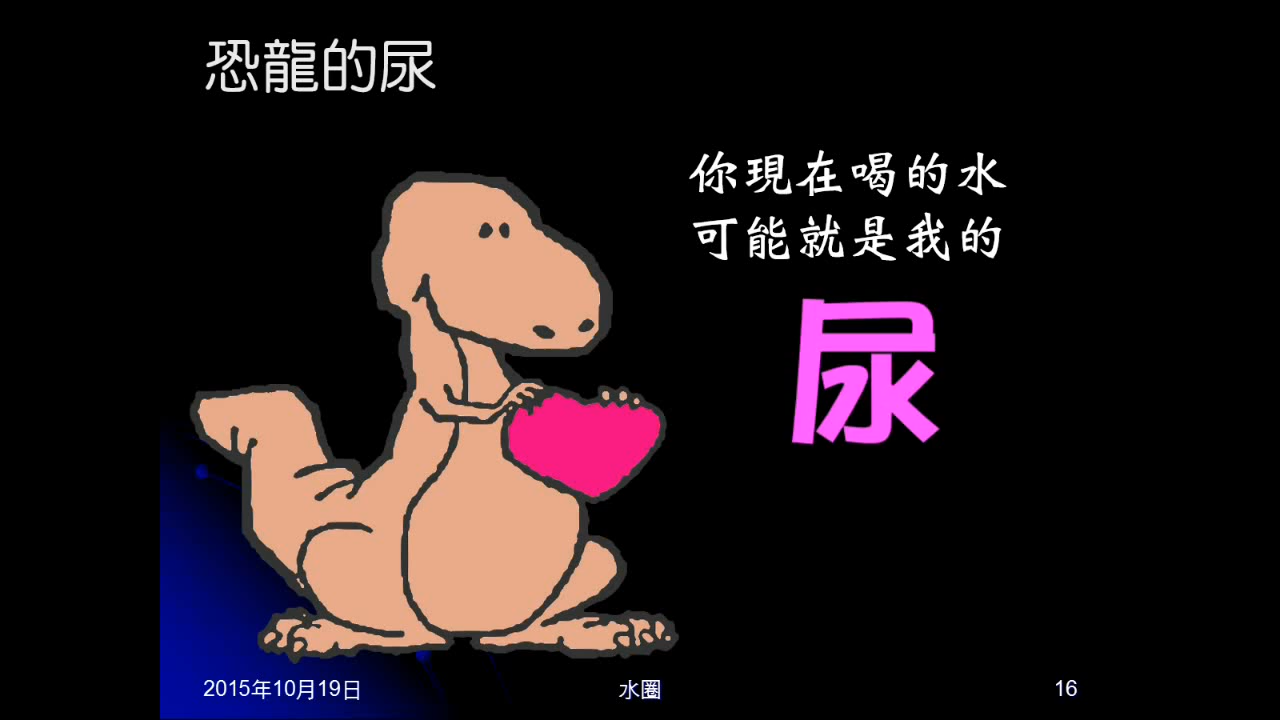 恐龍的尿
你現在喝的水
可能就是我的
尿
2015年10月19日
水圈
16